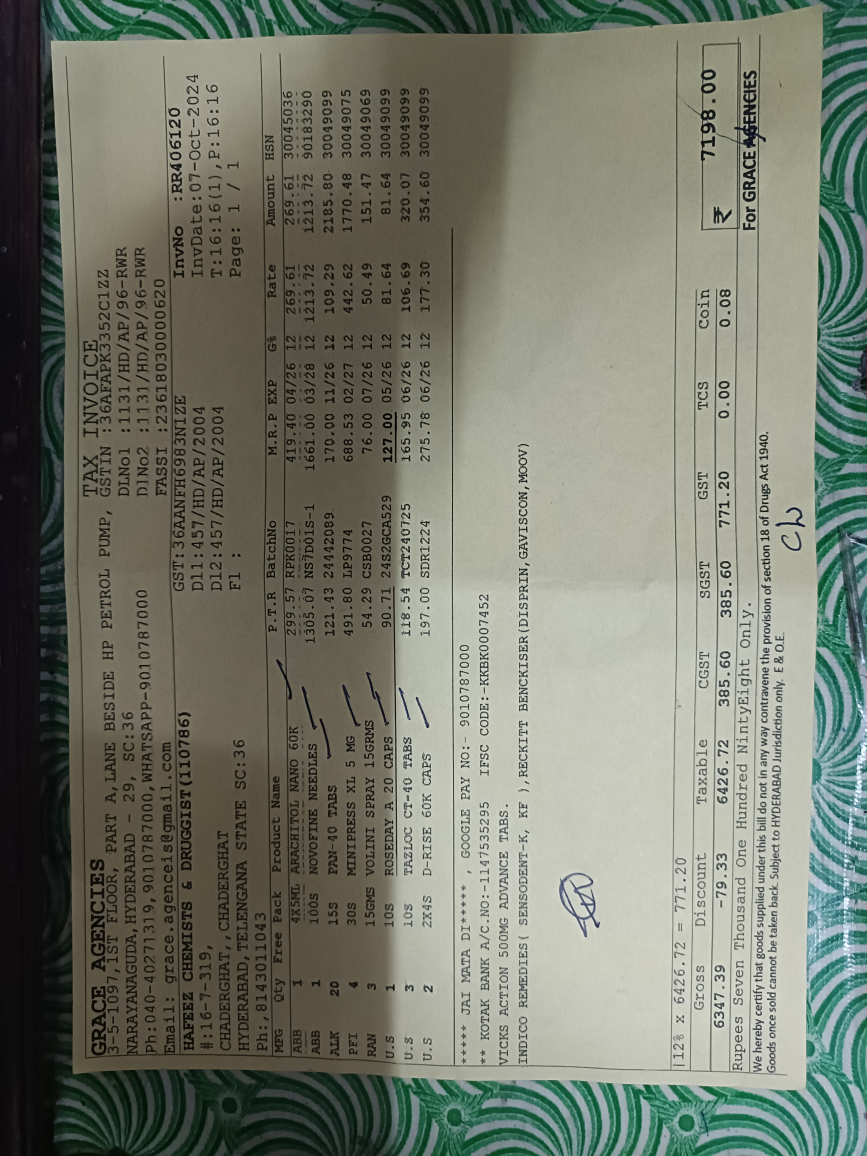 TAX INVOICE
GRACE AGENCIES
3-5-1097,1ST FLOOR, PART A,LANE BESIDE HP PETROL PUMP, GSTIN :36AFAPK3352C1ZZ
NARAYANAGUDA,HYDERABAD - 29, SC:36 DLNo1 :1131/HD/AP/96-RWR
Ph;040-40271319,9010787000,WHATSAPP-9010787000 DlNo2 :1131/HD/AP/96-RWR
Email: grace.agenceis@gmail.com FASSI :23618030000620
HAFEEZ CHEMISTS & DRUGGIST(110786) GST:36AANFH6983N1ZE InvNo :RR406120
#:16-7-319, D11:457/HD/AP/2004 InvDate:07-Oct-2024
CHADERGHAT,,CHADERGHAT D12:457/HD/AP/2004 T:16:16(1),P:16:16
HYDERABAD,TELENGANA STATE SC:36 Fl : Page: 1 / 1
Ph:,8143011043
MFG Qty Free Pack Product Name P.T.R BatchNo M.R.P EXP G% Rate Amount HSN
ABB 1 4X5ML ARACHITOL NANO 60K 299.57 RPK0017 419.40 04/26 12 269.61 269.61 30045036
ABB 1 100S NOVOFINE NEEDLES 1305.07 NS7D01S-1 1661.00 03/28 12 1213.72 1213.72 90183290
ALK 20 15S PAN-40 TABS 121.43 24442089 170.00 11/26 12 109.29 2185.80 30049099
PFI 4 30S MINIPRESS XL 5 MG 491.80 LP9774 688.53 02/27 12 442.62 1770.48 30049075
RAN 3 15GMS VOLINI SPRAY 15GRMS 54.29 CSB0027 76.00 07/26 12 50.49 151.47 30049069
U.S 1 10S ROSEDAY A 20 CAPS 90.71 24S2GCA529 127.00 05/26 12 81.64 81.64 30049099
U.S 3 10S TAZLOC CT-40 TABS 118.54 TCT240725 165.95 06/26 12 106.69 320.07 30049099
U.S 2 2X4S D-RISE 60K CAPS 197.00 SDR1224 275.78 06/26 12 177.30 354.60 30049099
***** JAI MATA DI***** , GOOGLE PAY NO:- 9010787000
** KOTAK BANK A/C.NO:-1147535295 IFSC CODE:-KKBK0007452
VICKS ACTION 500MG ADVANCE TABS.
INDICO REMEDIES( SENSODENT-K, KF ),RECKITT BENCKISER(DISPRIN,GAVISCON,MOOV)
|12% x 6426.72 = 771.20
Gross Discount Taxable CGST SGST GST TCS Coin
6347.39 -79.33 6426.72 385.60 385.60 771.20 0.00 0.08 ₹ 7198.00
Rupees Seven Thousand One Hundred NintyEight Only. For GRACE AGENCIES
We hereby certify that goods supplied under this bill do not in any way contravene the provision of section 18 of Drugs Act 1940.
Goods once sold cannot be taken back. Subject to HYDERABAD Jurisdiction only. E & O.E.